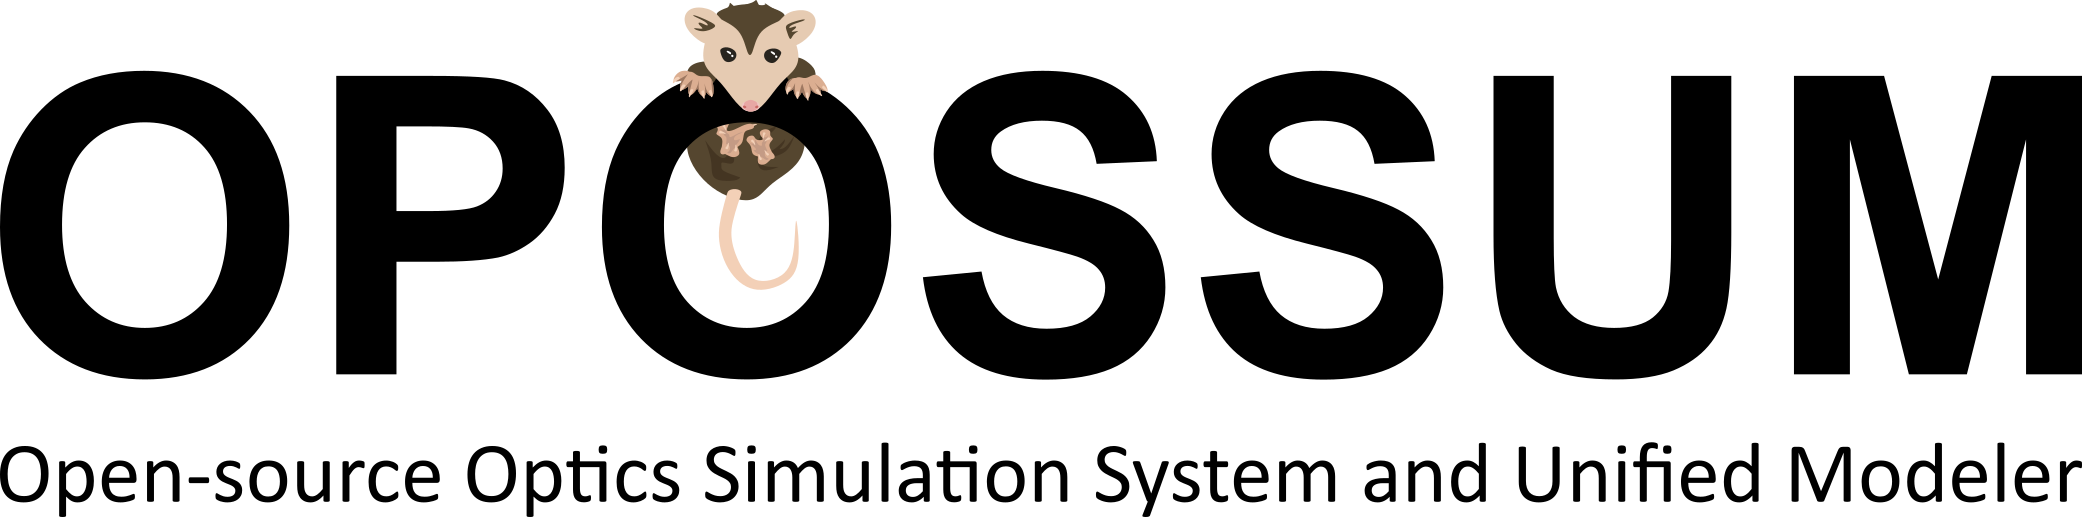 OPOSSUM
Open-source Optics Simulation System and Unified Modeler